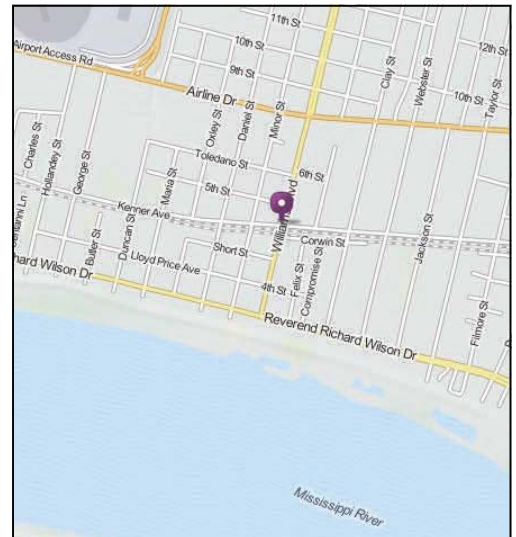 11th St
10th St
12th St
Airport Access Rd
9th St
Clay St
Webster St
10th St
Taylor St
Airline Dr
Minor St
Daniel St
Oxley St
Charles St
Hollandey St
George St
Toledano St
6th St
Maria St
5th St
Kenner Ave
Corwin St
Jackson St
Butler St
Duncan St
Short St
Lloyd Price Ave
4th St
Felix St
Compromise St
Filmore St
Reverend Richard Wilson Dr
hard Wilson Dr
Mississippi River